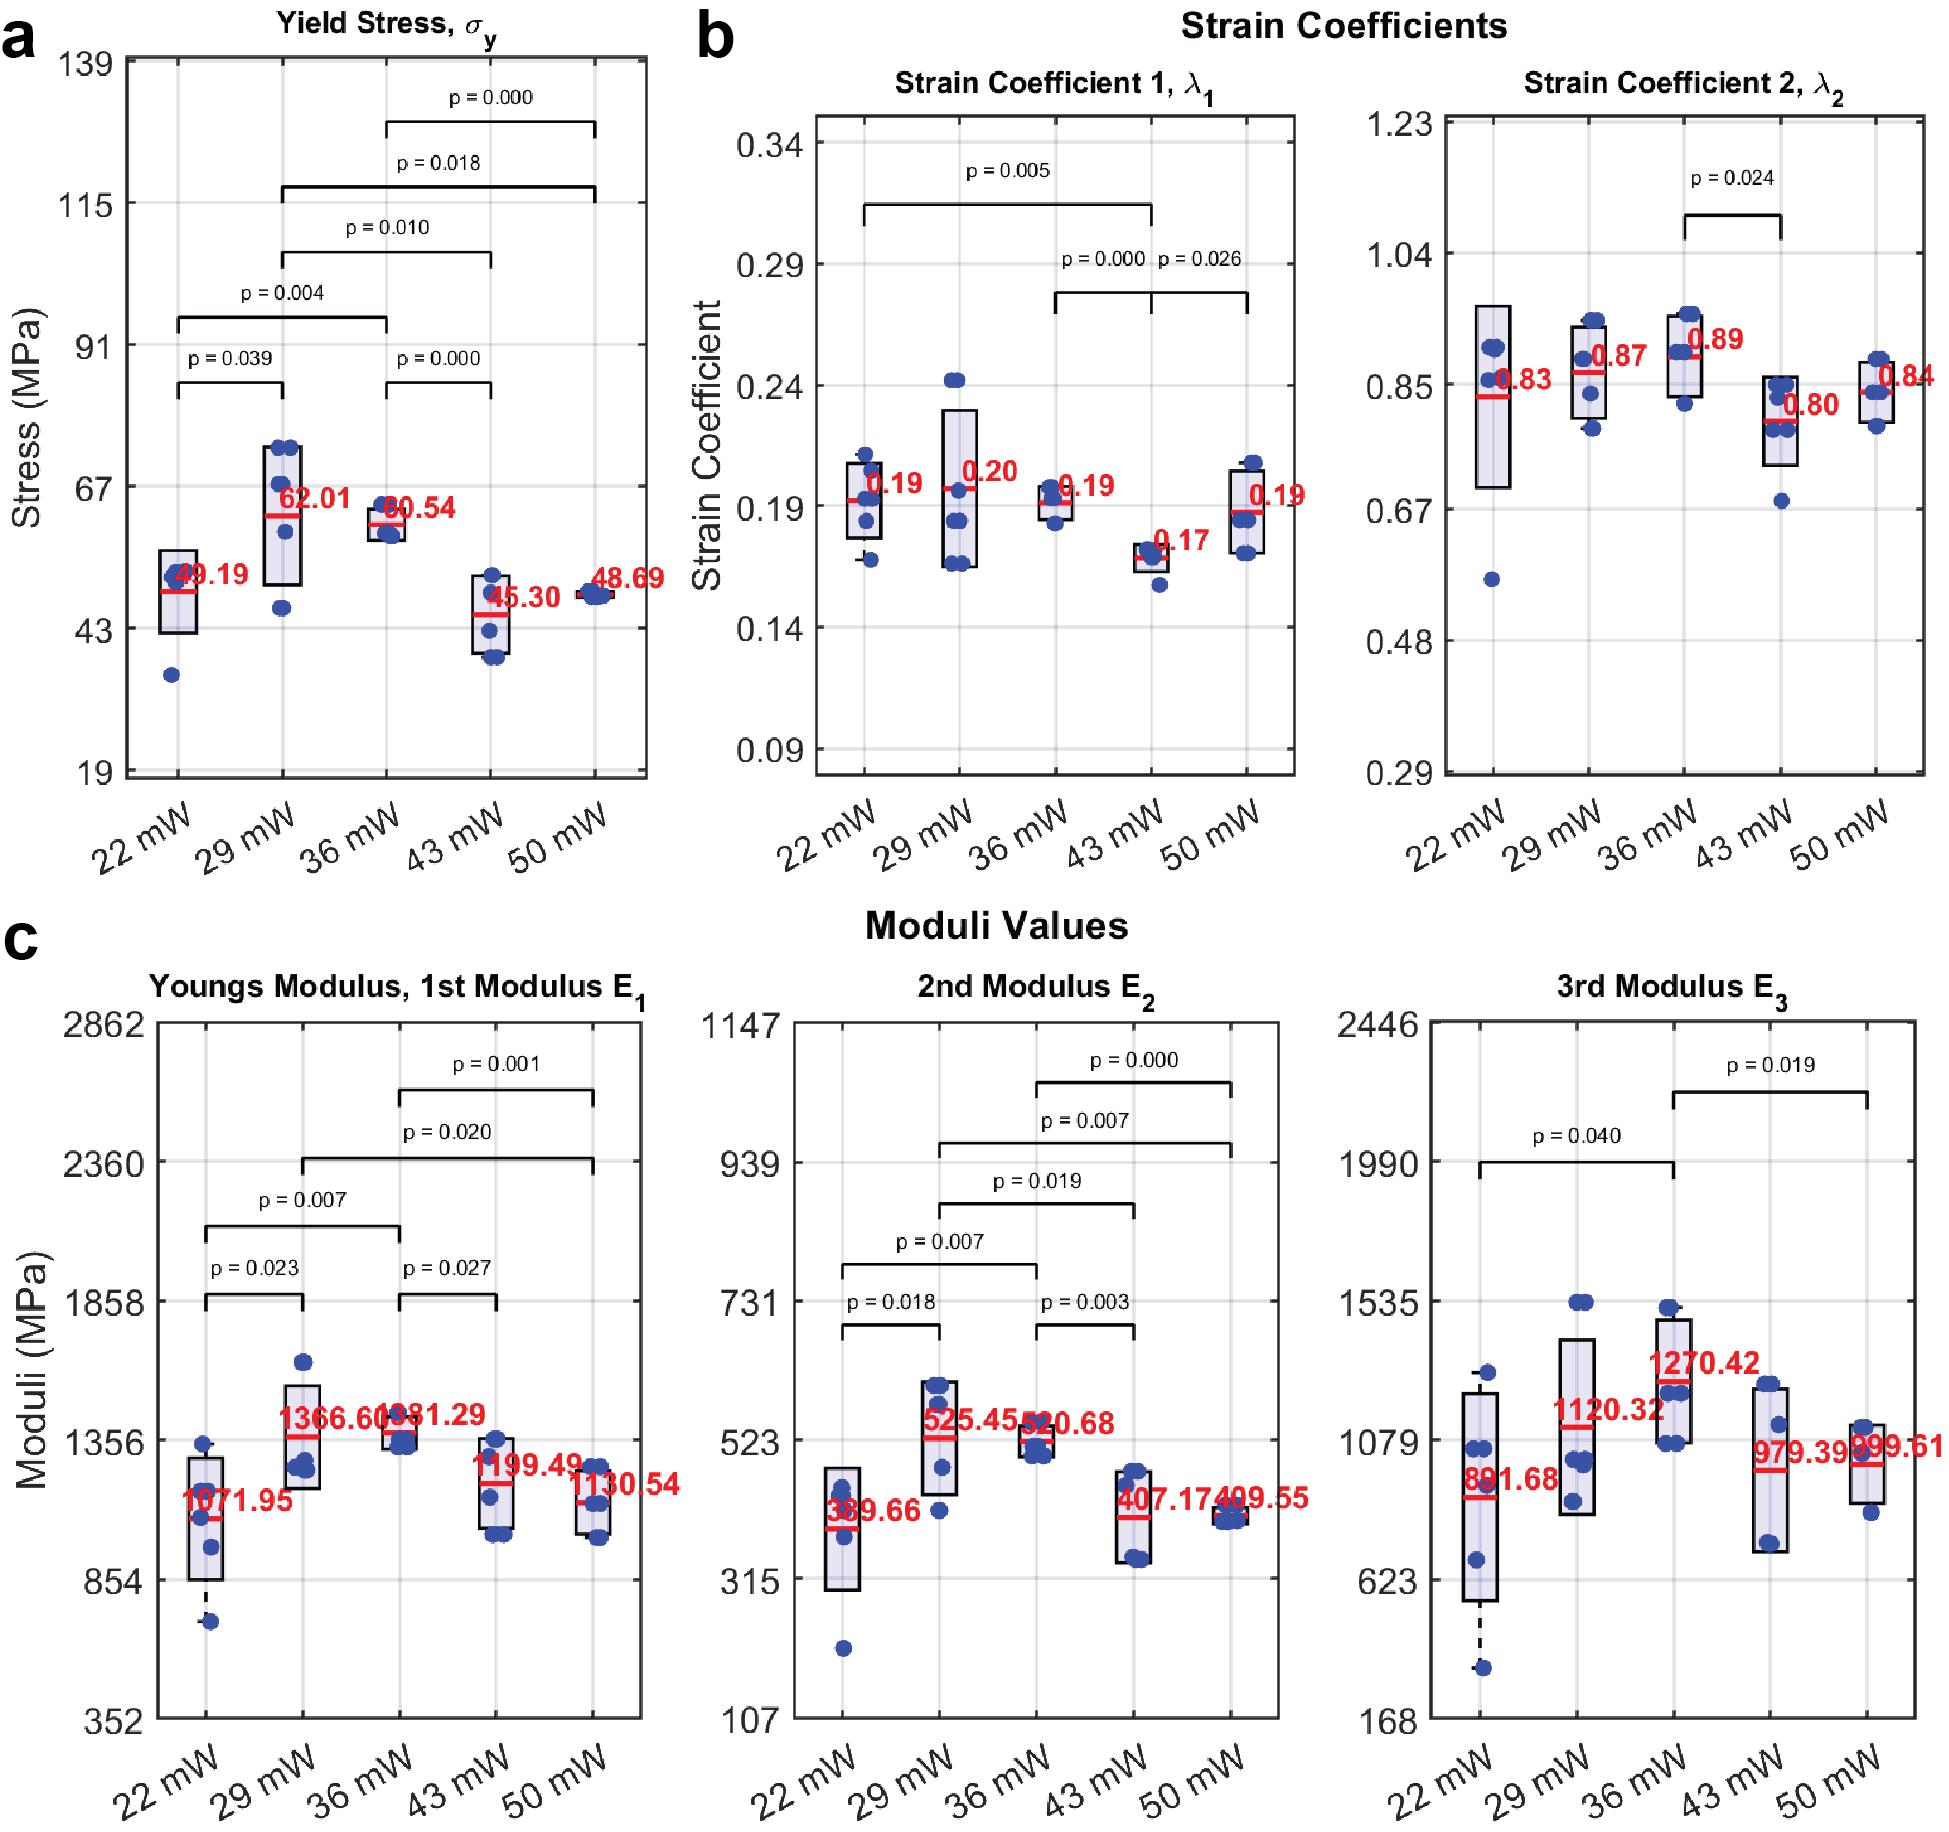 a
Yield Stress, σy
139
115
91
67
43
19
Stress (MPa)
p = 0.000
p = 0.018
p = 0.010
p = 0.004
p = 0.039
p = 0.000
49.19
62.01
60.54
45.30
48.69
22 mW
29 mW
36 mW
43 mW
50 mW
b
Strain Coefficients
Strain Coefficient 1, λ1
0.34
0.29
0.24
0.19
0.14
0.09
Strain Coefficient
p = 0.005
p = 0.000
p = 0.026
0.19
0.20
0.19
0.17
0.19
22 mW
29 mW
36 mW
43 mW
50 mW
Strain Coefficient 2, λ2
1.23
1.04
0.85
0.67
0.48
0.29
p = 0.024
0.83
0.87
0.89
0.80
0.84
22 mW
29 mW
36 mW
43 mW
50 mW
c
Moduli Values
Youngs Modulus, 1st Modulus E1
2862
2360
1858
1356
854
352
Moduli (MPa)
p = 0.001
p = 0.020
p = 0.007
p = 0.023
p = 0.027
1071.95
1366.60
1381.29
1199.49
1130.54
22 mW
29 mW
36 mW
43 mW
50 mW
2nd Modulus E2
1147
939
731
523
315
107
p = 0.000
p = 0.007
p = 0.019
p = 0.007
p = 0.018
p = 0.003
389.66
525.45
520.68
407.17
409.55
22 mW
29 mW
36 mW
43 mW
50 mW
3rd Modulus E3
2446
1990
1535
1079
623
168
p = 0.019
p = 0.040
891.68
1120.32
1270.42
979.39
999.61
22 mW
29 mW
36 mW
43 mW
50 mW